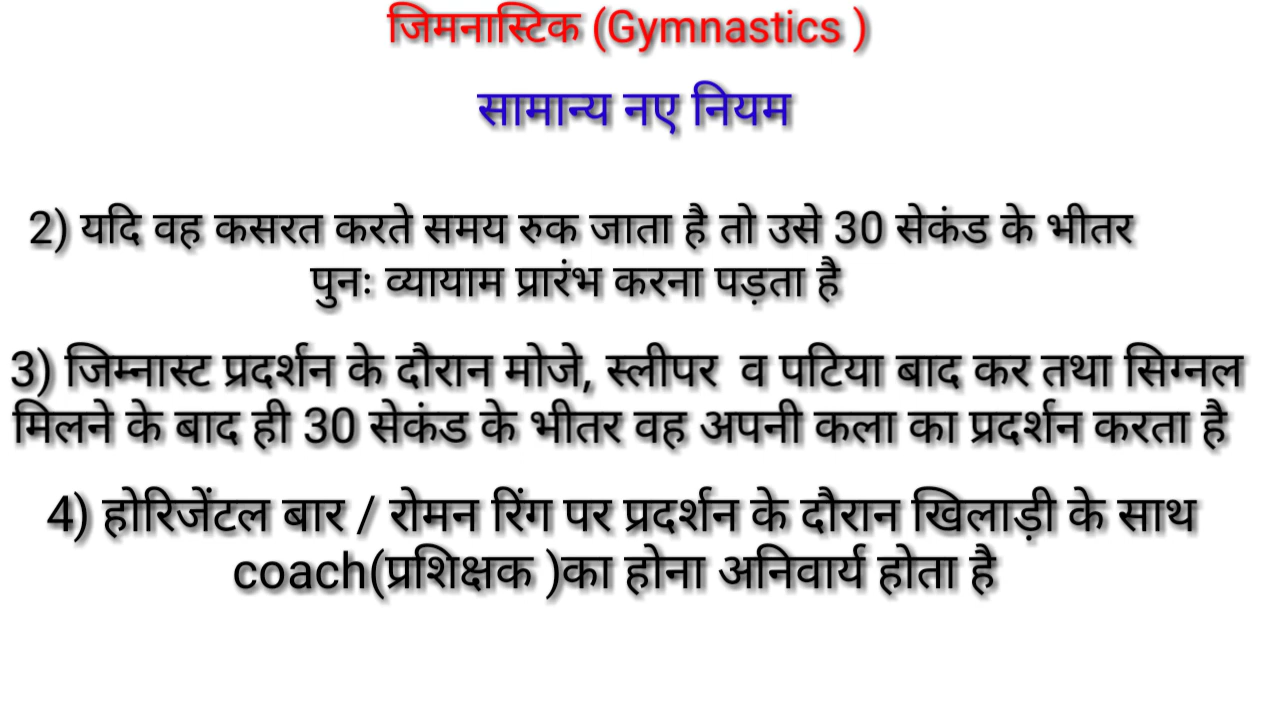 जिमनास्टिक (Gymnastics )
सामान्य नए नियम
2) यदि वह कसरत करते समय रुक जाता है तो उसे 30 सेकंड के भीतर
पुनः व्यायाम प्रारंभ करना पड़ता है
3) जिम्नास्ट प्रदर्शन के दौरान मोजे, स्लीपर व पटिया बाद कर तथा सिग्नल
मिलने के बाद ही 30 सेकंड के भीतर वह अपनी कला का प्रदर्शन करता है
4) होरिजेंटल बार / रोमन रिंग पर प्रदर्शन के दौरान खिलाड़ी के साथ
coach(प्रशिक्षक )का होना अनिवार्य होता है